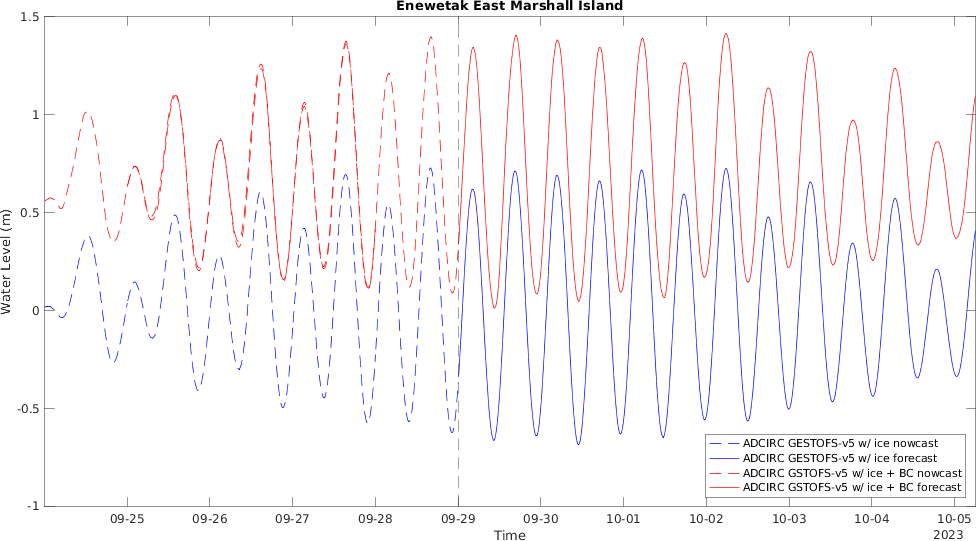 Enewetak East Marshall Island
1.5
1
0.5
0
-0.5
-1
Water Level (m)
09-25 09-26 09-27 09-28 09-29 09-30 10-01 10-02 10-03 10-04 10-05
Time
2023
ADCIRC GESTOFS-v5 w/ ice nowcast
ADCIRC GESTOFS-v5 w/ ice forecast
ADCIRC GSTOFS-v5 w/ ice + BC nowcast
ADCIRC GSTOFS-v5 w/ ice + BC forecast